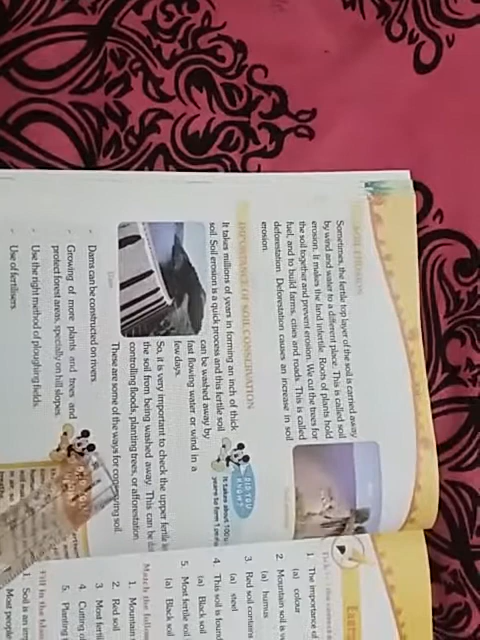 SOIL EROSION
Sometimes, the fertile top layer of the soil is carried away
by wind and water to a different place. This is called soil
erosion. It makes the land infertile. Roots of plants hold
the soil together and prevent erosion. We cut the trees for
fuel, and to build farms, cities and roads. This is called
deforestation. Deforestation causes an increase in soil
erosion.
IMPORTANCE OF SOIL CONSERVATION
It takes millions of years in forming an inch of thick
soil. Soil erosion is a quick process and this fertile soil
can be washed away by
fast flowing water or wind in a
few days.
So, it is very important to check the upper fertile
the soil from being washed away. This can be
controlling floods, planting trees, or afforestation.
These are some of the ways for soil.
Dams can be constructed on rivers.
Growing of more plants and trees and
protect forest areas, specially on hill slopes.
Use the right method of ploughing fields.
Use of fertilisers.
DID YOU
KNOW?
It takes about 100
years to form 1
1. The importance of
(a) colour
2. Mountain soil is
(a) humus
3. Red soil contains
(a) steel
4. This soil is found
(a) Black soil
5. Most fertile soil
(a) Black soil
Match the
1. Mountain
2. Red soil
3. Most
4. Cutting
5. Planting
Fill in the
1. Soil is an
Most people